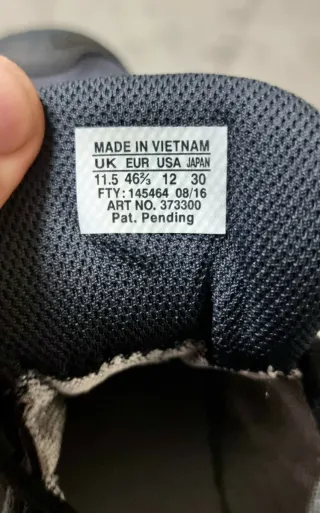 MADE IN VIETNAM
UK EUR USA JAPAN
11.5 46⅔ 12 30
FTY: 145464 08/16
ART NO. 373300
Pat. Pending